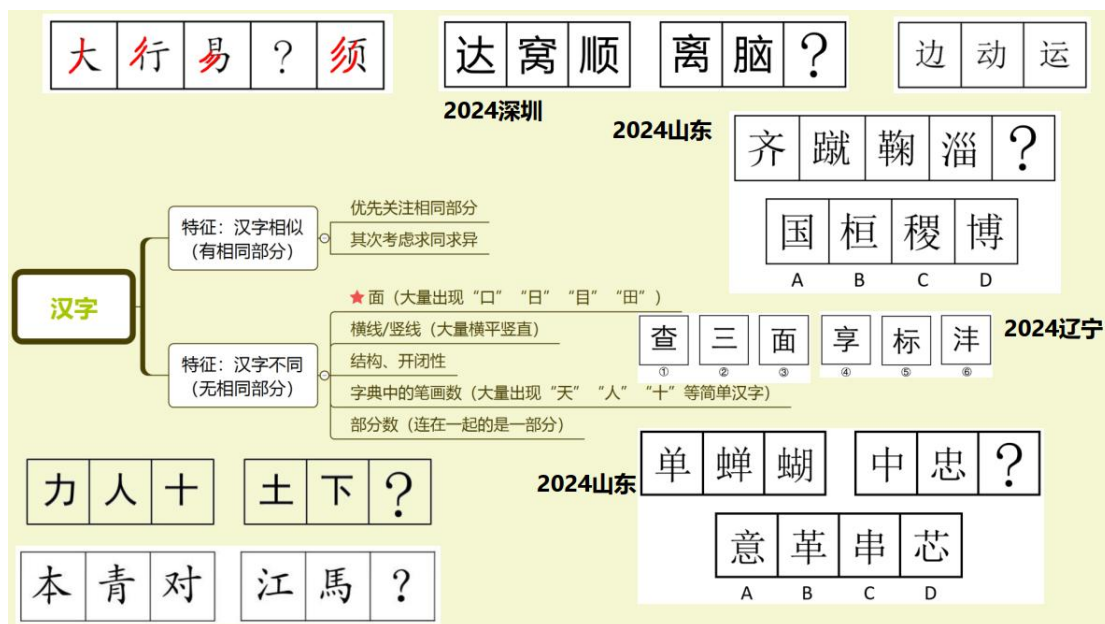 大 行 易 ? 须
达 窝 顺 离 脑 ?
边 动 运
2024深圳
2024山东
齐 蹴 鞠 淄 ?
国 桓 稷 博
A B C D
汉字
特征：汉字相似
（有相同部分）
优先关注相同部分
其次考虑求同求异
特征：汉字不同
（无相同部分）
面（大量出现“口” “日” “目” “田”）
横线/竖线（大量横平竖直）
结构、开闭性
字典中的笔画数（大量出现“天” “人” “十”等简单汉字）
部分数（连在一起的是一部分）
查 三 面 享 标 沣
① ② ③ ④ ⑤ ⑥
2024辽宁
2024山东
单 蝉 蝴 中 忠 ?
意 革 串 芯
A B C D
力 人 十 土 下 ?
本 青 对 江 馬 ?